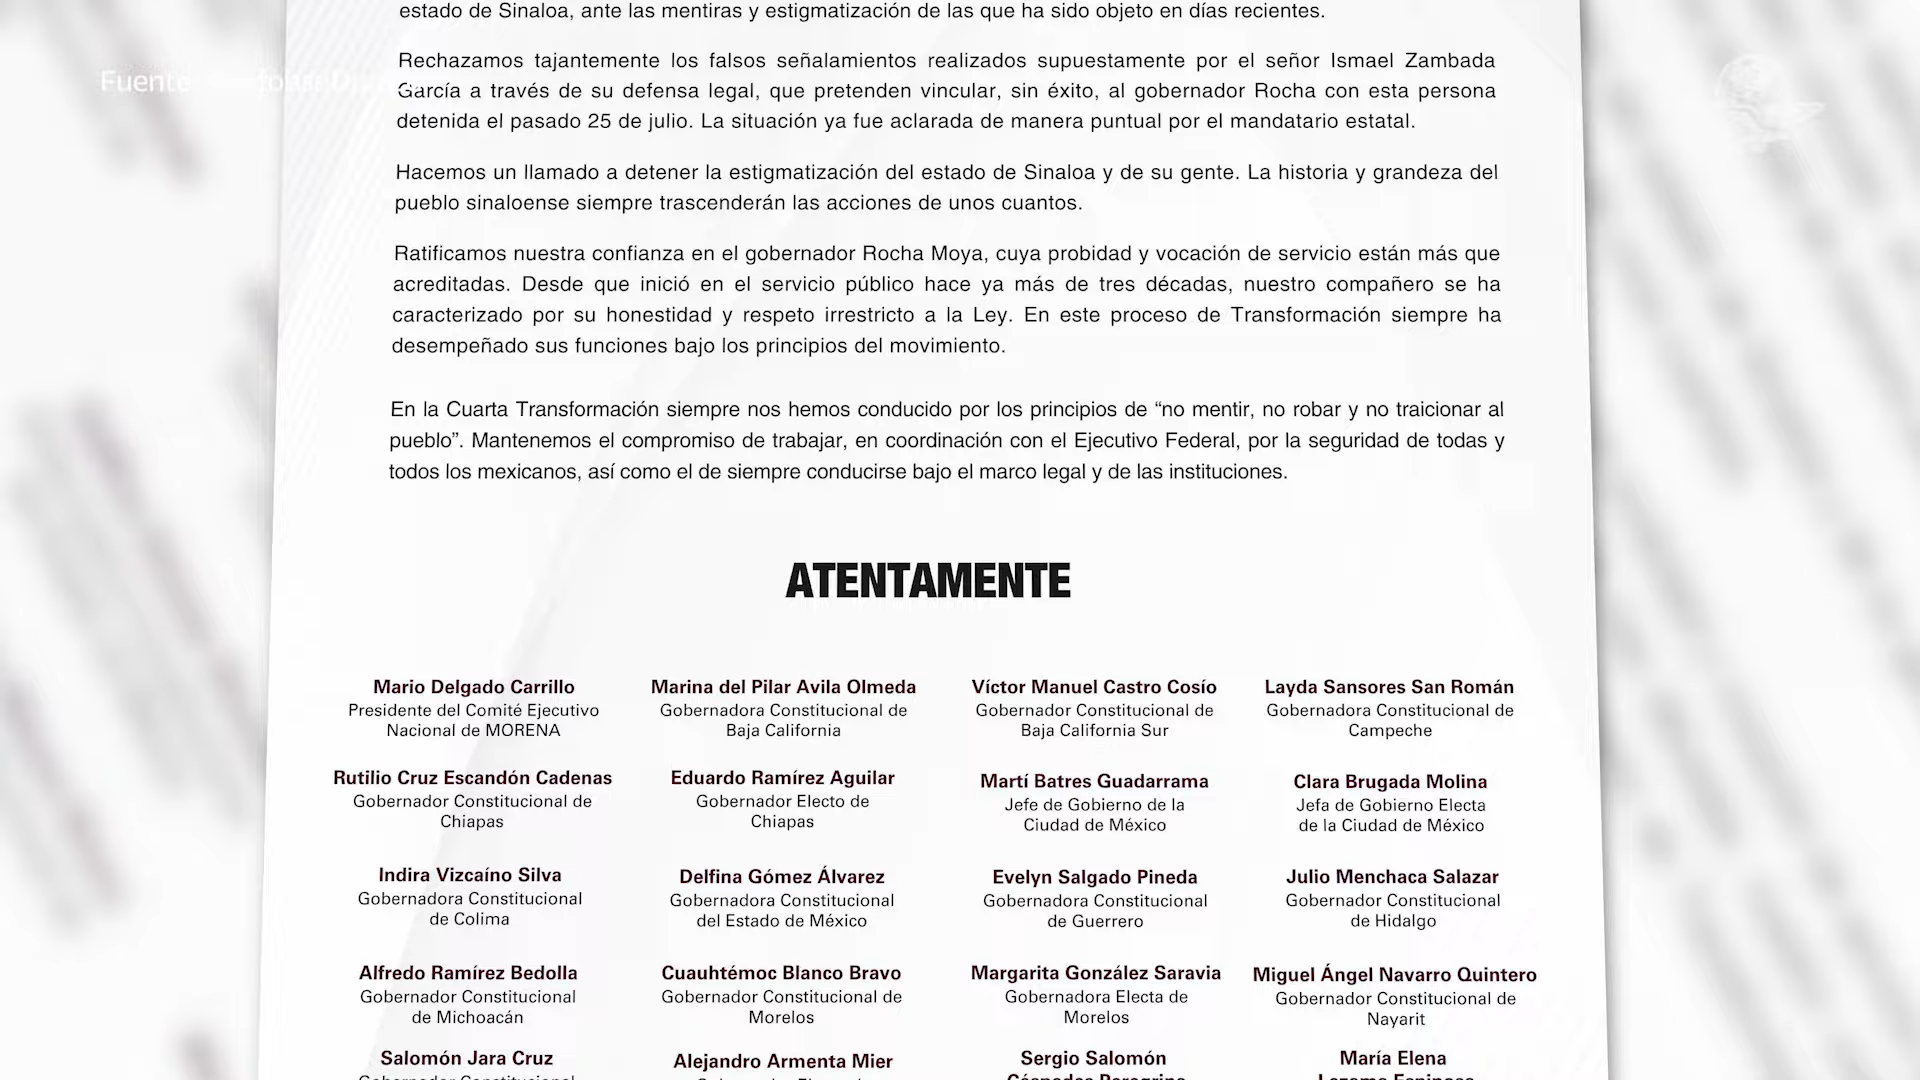 estado de Sinaloa, ante las mentiras y estigmatización de las que ha sido objeto en días recientes.
Fuente
Rechazamos tajantemente los falsos señalamientos realizados supuestamente por el señor Ismael Zambada
García a través de su defensa legal, que pretenden vincular, sin éxito, al gobernador Rocha con esta persona
detenida el pasado 25 de julio. La situación ya fue aclarada de manera puntual por el mandatario estatal.
Hacemos un llamado a detener la estigmatización del estado de Sinaloa y de su gente. La historia y grandeza del
pueblo sinaloense siempre trascenderán las acciones de unos cuantos.
Ratificamos nuestra confianza en el gobernador Rocha Moya, cuya probidad y vocación de servicio están más que
acreditadas. Desde que inició en el servicio público hace ya más de tres décadas, nuestro compañero se ha
caracterizado por su honestidad y respeto irrestricto a la Ley. En este proceso de Transformación siempre ha
desempeñado sus funciones bajo los principios del movimiento.
En la Cuarta Transformación siempre nos hemos conducido por los principios de “no mentir, no robar y no traicionar al
pueblo”. Mantenemos el compromiso de trabajar, en coordinación con el Ejecutivo Federal, por la seguridad de todas y
todos los mexicanos, así como el de siempre conducirse bajo el marco legal y de las instituciones.
ATENTAMENTE
Mario Delgado Carrillo
Presidente del Comité Ejecutivo
Nacional de MORENA
Marina del Pilar Avila Olmeda
Gobernadora Constitucional de
Baja California
Víctor Manuel Castro Cosío
Gobernador Constitucional de
Baja California Sur
Layda Sansores San Román
Gobernadora Constitucional de
Campeche
Rutilio Cruz Escandón Cadenas
Gobernador Constitucional de
Chiapas
Eduardo Ramírez Aguilar
Gobernador Electo de
Chiapas
Martí Batres Guadarrama
Jefe de Gobierno de la
Ciudad de México
Clara Brugada Molina
Jefa de Gobierno Electa
de la Ciudad de México
Indira Vizcaíno Silva
Gobernadora Constitucional
de Colima
Delfina Gómez Álvarez
Gobernadora Constitucional
del Estado de México
Evelyn Salgado Pineda
Gobernadora Constitucional
de Guerrero
Julio Menchaca Salazar
Gobernador Constitucional
de Hidalgo
Alfredo Ramírez Bedolla
Gobernador Constitucional
de Michoacán
Cuauhtémoc Blanco Bravo
Gobernador Constitucional de
Morelos
Margarita González Saravia
Gobernadora Electa de
Morelos
Miguel Ángel Navarro Quintero
Gobernador Constitucional de
Nayarit
Salomón Jara Cruz
Gobernador Constitucional
Alejandro Armenta Mier
Sergio Salomón
Céspedes Peregrina
María Elena
Lezama Espinosa